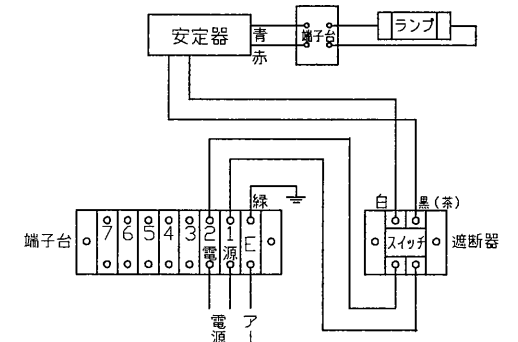 安定器
青
赤
端子台
ランプ
緑
白
黒(茶)
端子台
7 6 5 4 3 2 1 E
電 源
スイッチ
遮断器
電源
アー